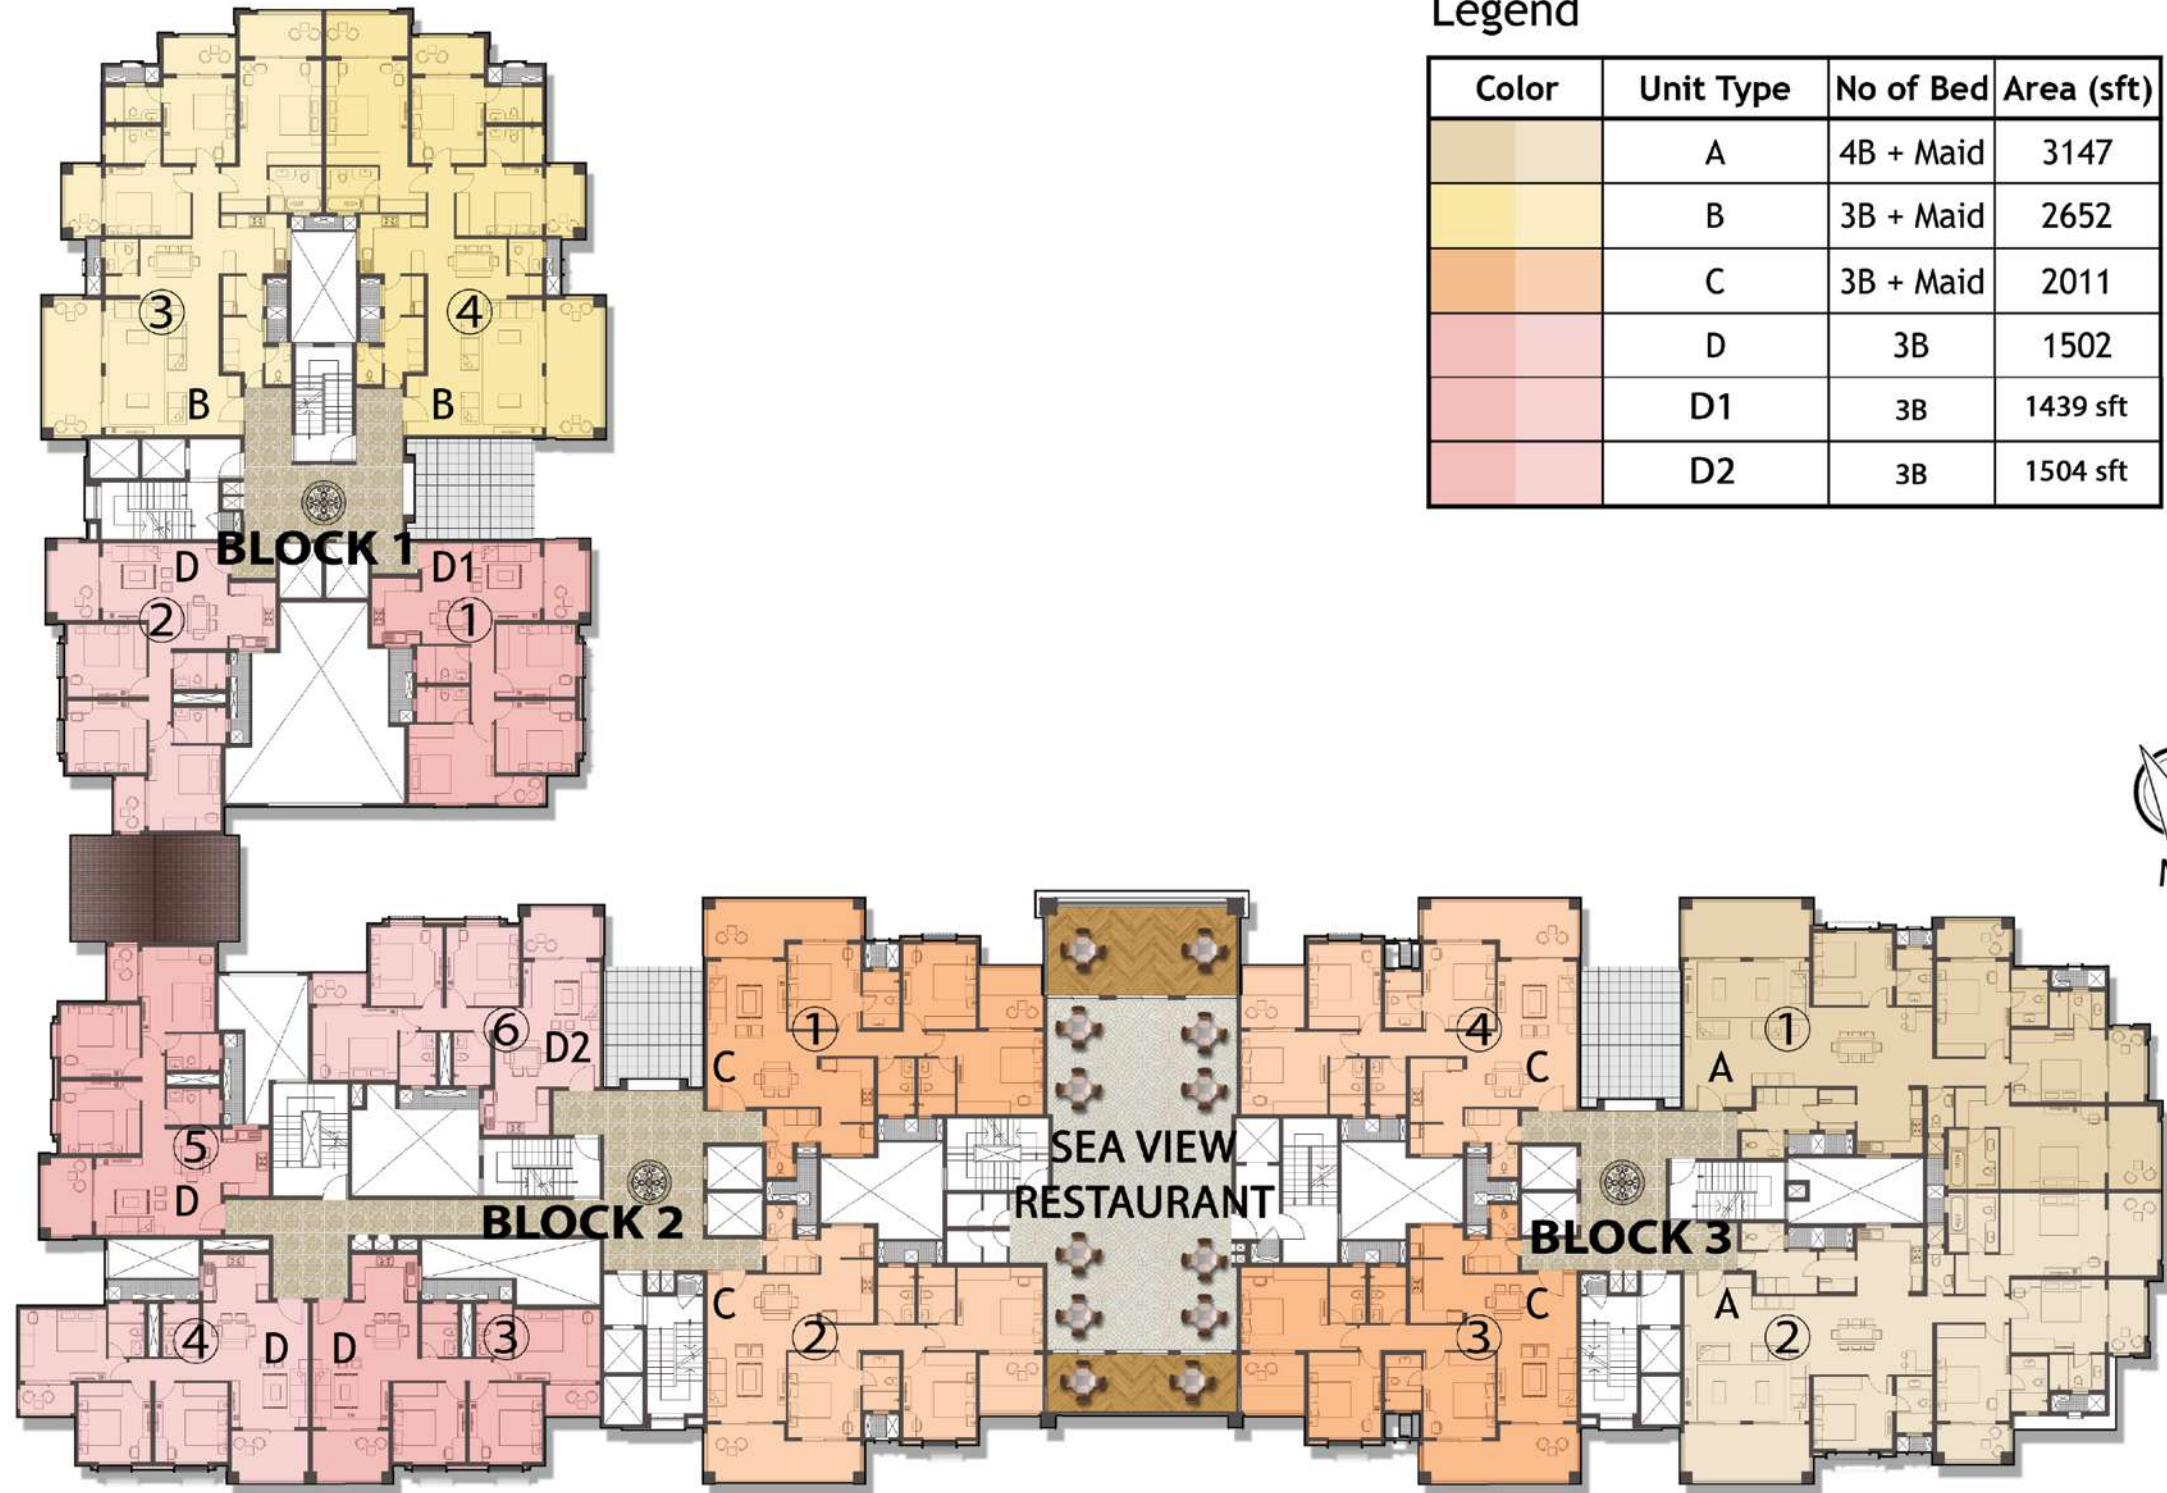 Legend
Color Unit Type No of Bed Area (sft)
A 4B + Maid 3147
B 3B + Maid 2652
C 3B + Maid 2011
D 3B 1502
D1 3B 1439 sft
D2 3B 1504 sft
3 4
B B
BLOCK 1
D D1
2 1
6 D2
1 C
4 C
1 A
5 D
SEA VIEW
RESTAURANT
BLOCK 2
BLOCK 3
4 D D 3
C 2
3 C
A 2